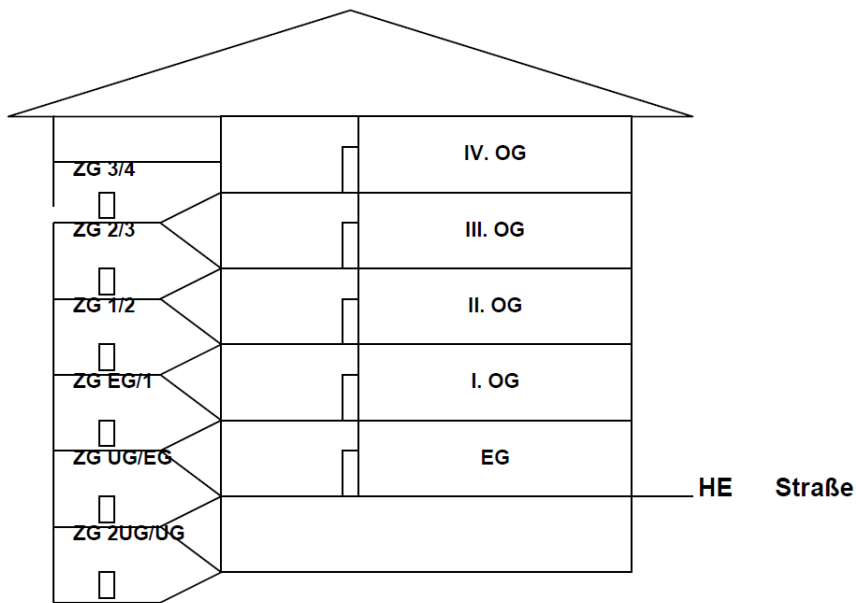 IV. OG
ZG 3/4
ZG 2/3
III. OG
ZG 1/2
II. OG
ZG EG/1
I. OG
ZG UG/EG
EG
HE Straße
ZG 2UG/UG